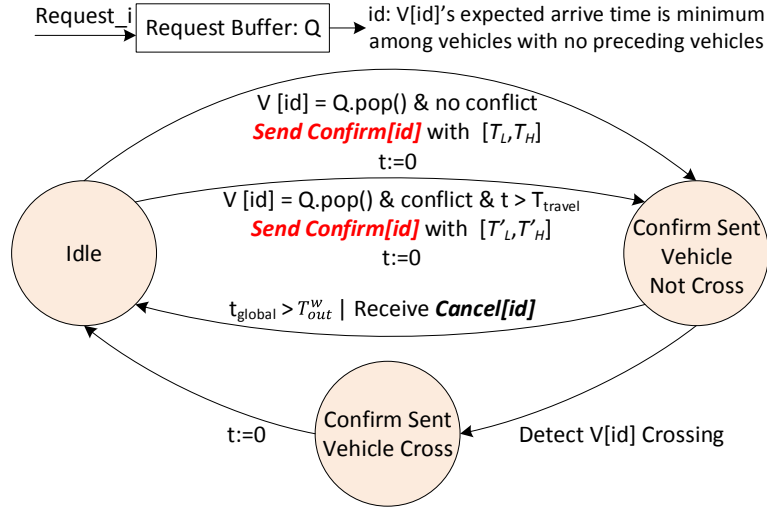 Request_i
Request Buffer: Q
id: V[id]'s expected arrive time is minimum
among vehicles with no preceding vehicles
V [id] = Q.pop() & no conflict
Send Confirm[id] with [T_L,T_H]
t:=0
V [id] = Q.pop() & conflict & t > T_travel
Send Confirm[id] with [T'_L,T'_H]
t:=0
Idle
Confirm Sent
Vehicle
Not Cross
t_global > T_out^w | Receive Cancel[id]
Confirm Sent
Vehicle Cross
t:=0
Detect V[id] Crossing